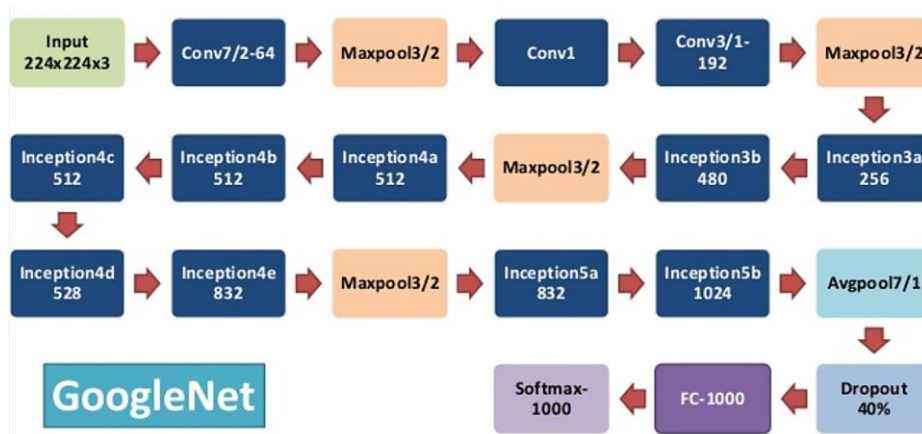 Input
224x224x3
Conv7/2-64
Maxpool3/2
Conv1
Conv3/1-
192
Maxpool3/2
Inception3a
256
Inception3b
480
Maxpool3/2
Inception4a
512
Inception4b
512
Inception4c
512
Inception4d
528
Inception4e
832
Maxpool3/2
Inception5a
832
Inception5b
1024
Avgpool7/1
Dropout
40%
FC-1000
Softmax-
1000
GoogleNet